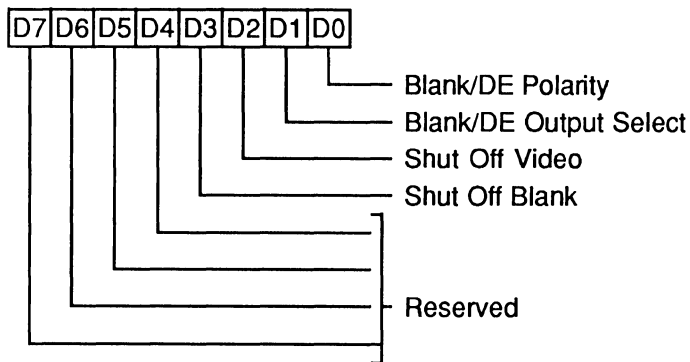 D7 D6 D5 D4 D3 D2 D1 D0
Blank/DE Polarity
Blank/DE Output Select
Shut Off Video
Shut Off Blank
Reserved